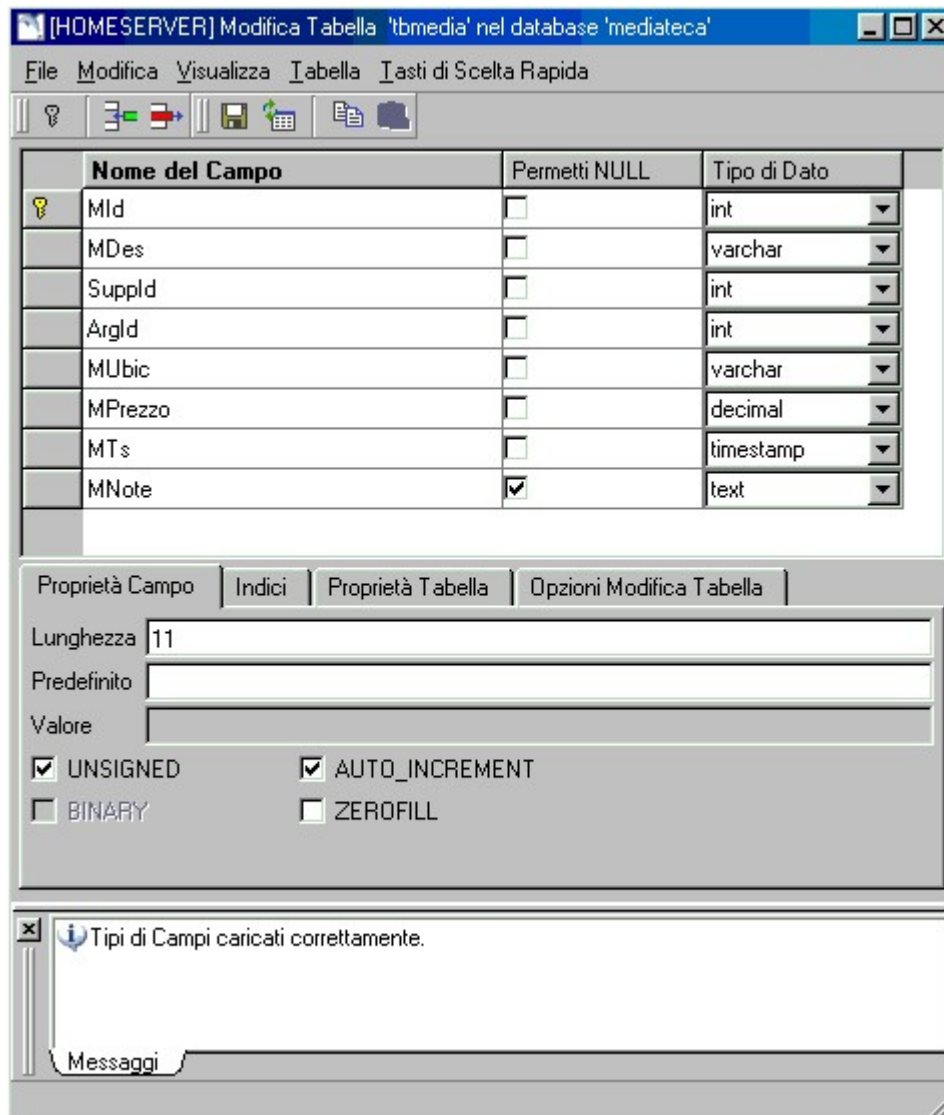 [HOMESERVER] Modifica Tabella 'tbmedia' nel database 'mediateca'
File Modifica Visualizza Tabella Tasti di Scelta Rapida
Nome del Campo Permetti NULL Tipo di Dato
MId int
MDes varchar
SuppId int
ArgId int
MUbic varchar
MPrezzo decimal
MTs timestamp
MNote text
Proprietà Campo Indici Proprietà Tabella Opzioni Modifica Tabella
Lunghezza 11
Predefinito
Valore
UNSIGNED AUTO_INCREMENT
BINARY ZEROFILL
Tipi di Campi caricati correttamente.
Messaggi